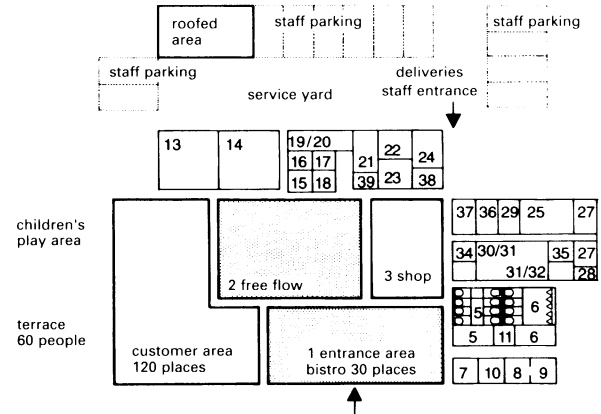 roofed
area
staff parking
staff parking
staff parking
service yard
deliveries
staff entrance
13
14
19/20
16
17
15
18
21
39
22
23
24
38
children's
play area
2 free flow
3 shop
37
36
29
25
27
34
30/31
31/32
35
27
28
terrace
60 people
customer area
120 places
1 entrance area
bistro 30 places
5
6
5
11
6
7
10
8
9